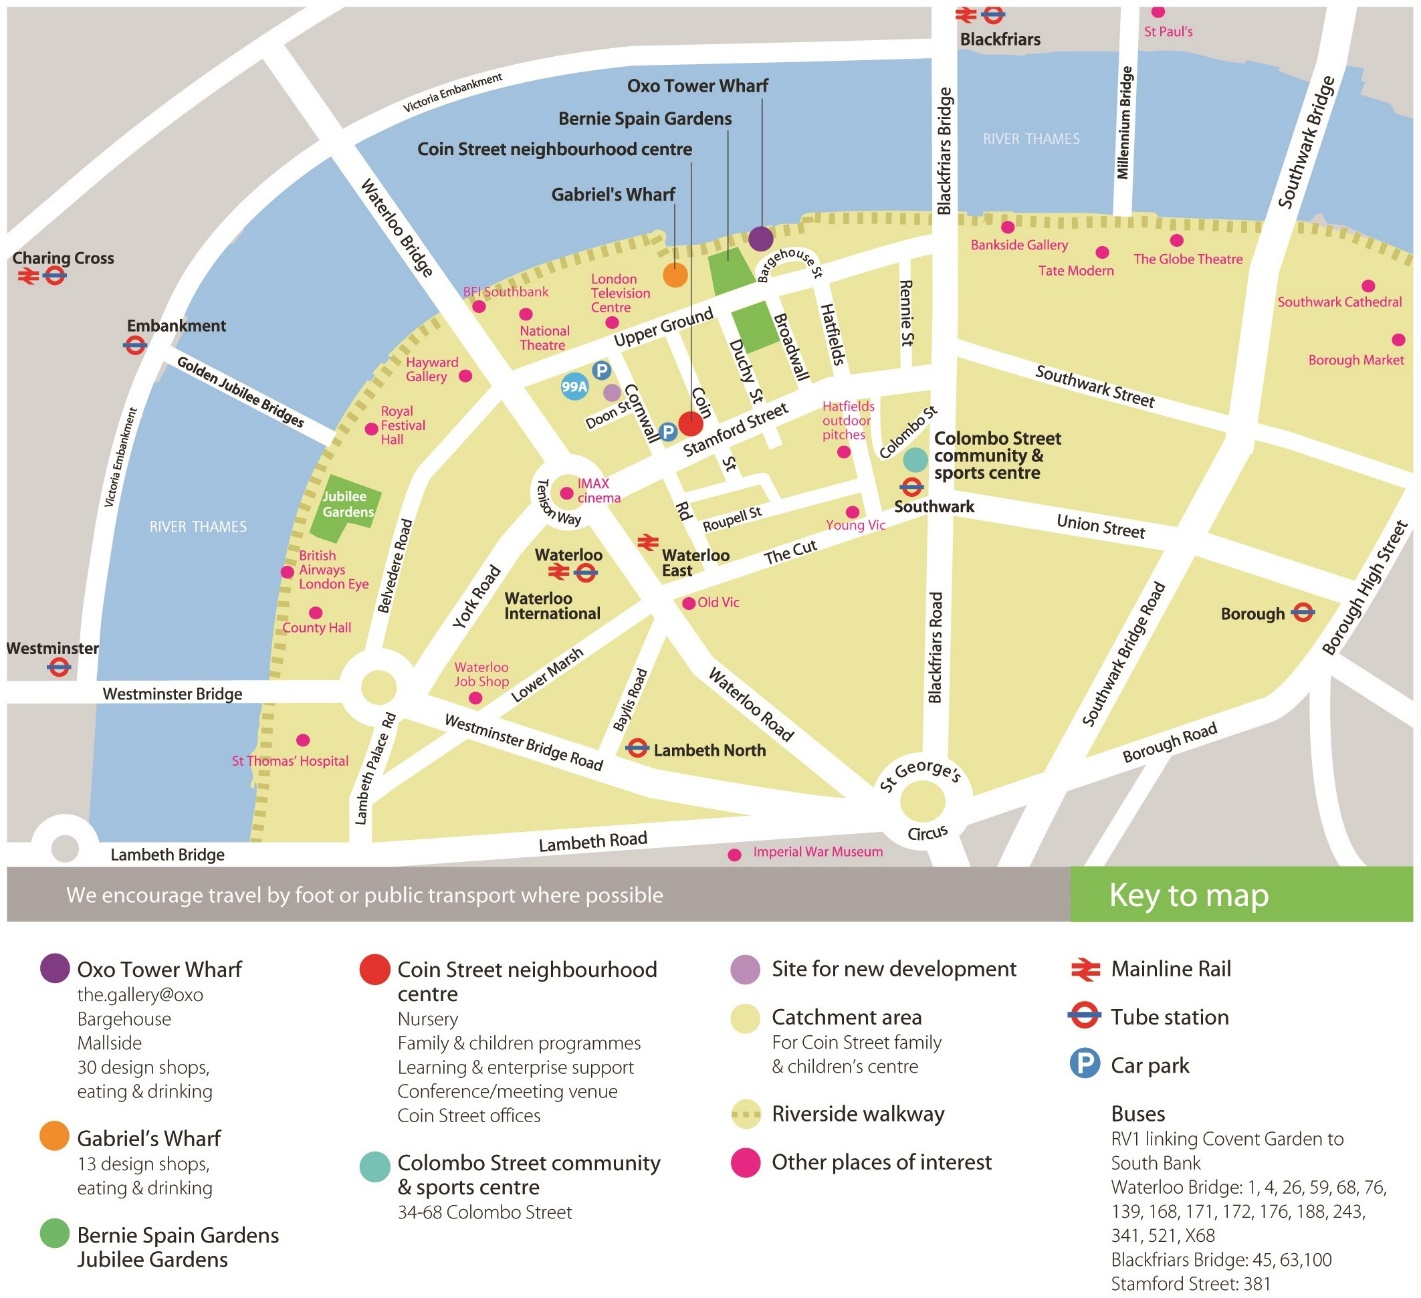 Blackfriars
St Paul's
Victoria Embankment
Oxo Tower Wharf
Bernie Spain Gardens
Coin Street neighbourhood centre
Gabriel's Wharf
RIVER THAMES
Blackfriars Bridge
Millennium Bridge
Southwark Bridge
Waterloo Bridge
Charing Cross
Embankment
Golden Jubilee Bridges
Victoria Embankment
RIVER THAMES
BFI Southbank
National
Theatre
London
Television
Centre
Upper Ground
Bargehouse St
Bankside Gallery
Tate Modern
The Globe Theatre
Southwark Cathedral
Borough Market
Hayward
Gallery
Royal
Festival
Hall
P
99A
Doon St
Cornwall
Rd
Coin
St
Duchy St
Broadwall
Hatfields
Rennie St
P
Stamford Street
Southwark Street
Hatfields
outdoor
pitches
Colombo St
Colombo Street
community &
sports centre
Southwark
Jubilee
Gardens
IMAX
cinema
Tenison Way
Roupell St
Young Vic
Union Street
The Cut
British
Airways
London Eye
County Hall
Belvedere Road
York Road
Waterloo
Waterloo
International
Waterloo
East
Old Vic
Blackfriars Road
Southwark Bridge Road
Borough
Borough High Street
Westminster
Westminster Bridge
Waterloo
Job Shop
Lower Marsh
Baylis Road
Waterloo Road
Westminster Bridge Road
Lambeth North
St Thomas' Hospital
Lambeth Palace Rd
St George's
Circus
Borough Road
Lambeth Bridge
Lambeth Road
Imperial War Museum
We encourage travel by foot or public transport where possible
Key to map
Oxo Tower Wharf
the.gallery@oxo
Bargehouse
Mallside
30 design shops,
eating & drinking
Gabriel's Wharf
13 design shops,
eating & drinking
Bernie Spain Gardens
Jubilee Gardens
Coin Street neighbourhood
centre
Nursery
Family & children programmes
Learning & enterprise support
Conference/meeting venue
Coin Street offices
Colombo Street community
& sports centre
34-68 Colombo Street
Site for new development
Catchment area
For Coin Street family
& children's centre
Riverside walkway
Other places of interest
Mainline Rail
Tube station
P
Car park
Buses
RV1 linking Covent Garden to
South Bank
Waterloo Bridge: 1, 4, 26, 59, 68, 76,
139, 168, 171, 172, 176, 188, 243,
341, 521, X68
Blackfriars Bridge: 45, 63,100
Stamford Street: 381